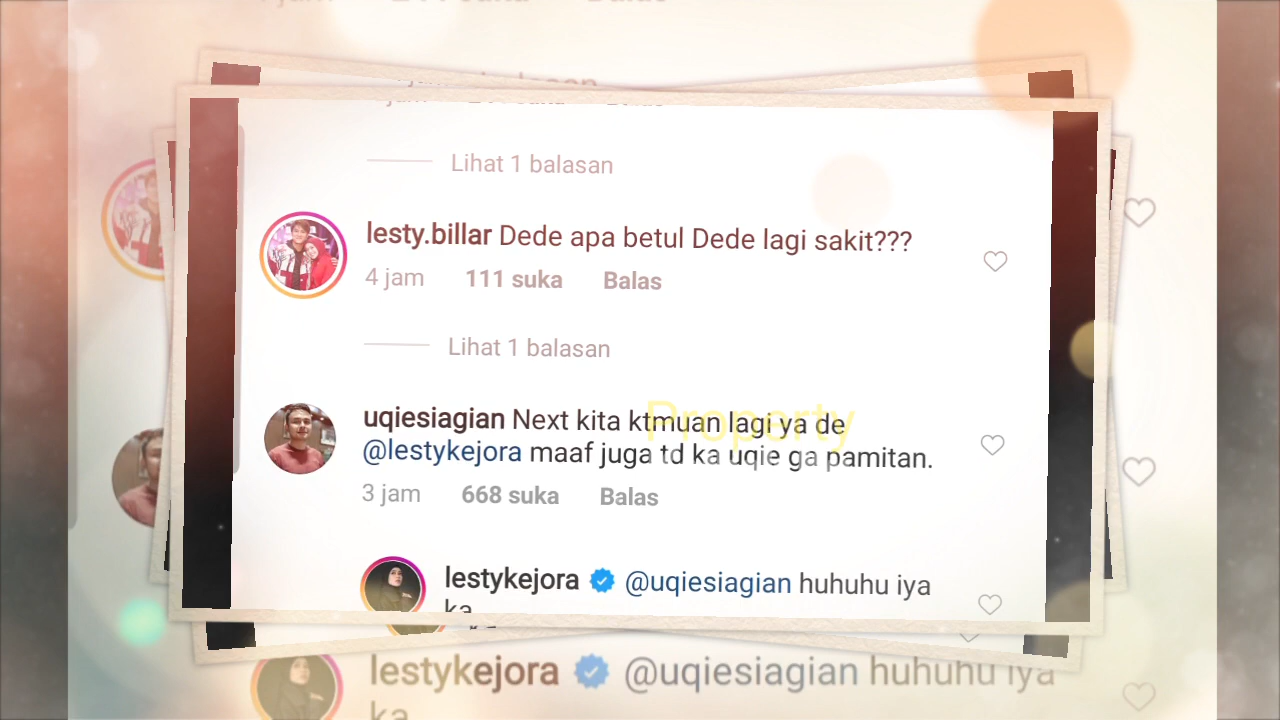 Lihat 1 balasan
lesty.billar Dede apa betul Dede lagi sakit???
4 jam 111 suka Balas
Lihat 1 balasan
uqiesiagian Next kita ktmuan lagi ya de
@lestykejora maaf juga td ka uqie ga pamitan.
Property
3 jam 668 suka Balas
lestykejora @uqiesiagian huhuhu iya
ka
lestykejora @uqiesiagian huhuhu iya
ka